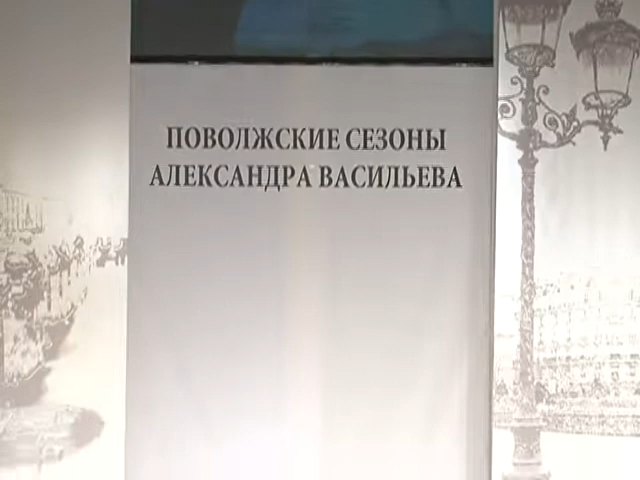 ПОВОЛЖСКИЕ СЕЗОНЫ
АЛЕКСАНДРА ВАСИЛЬЕВА